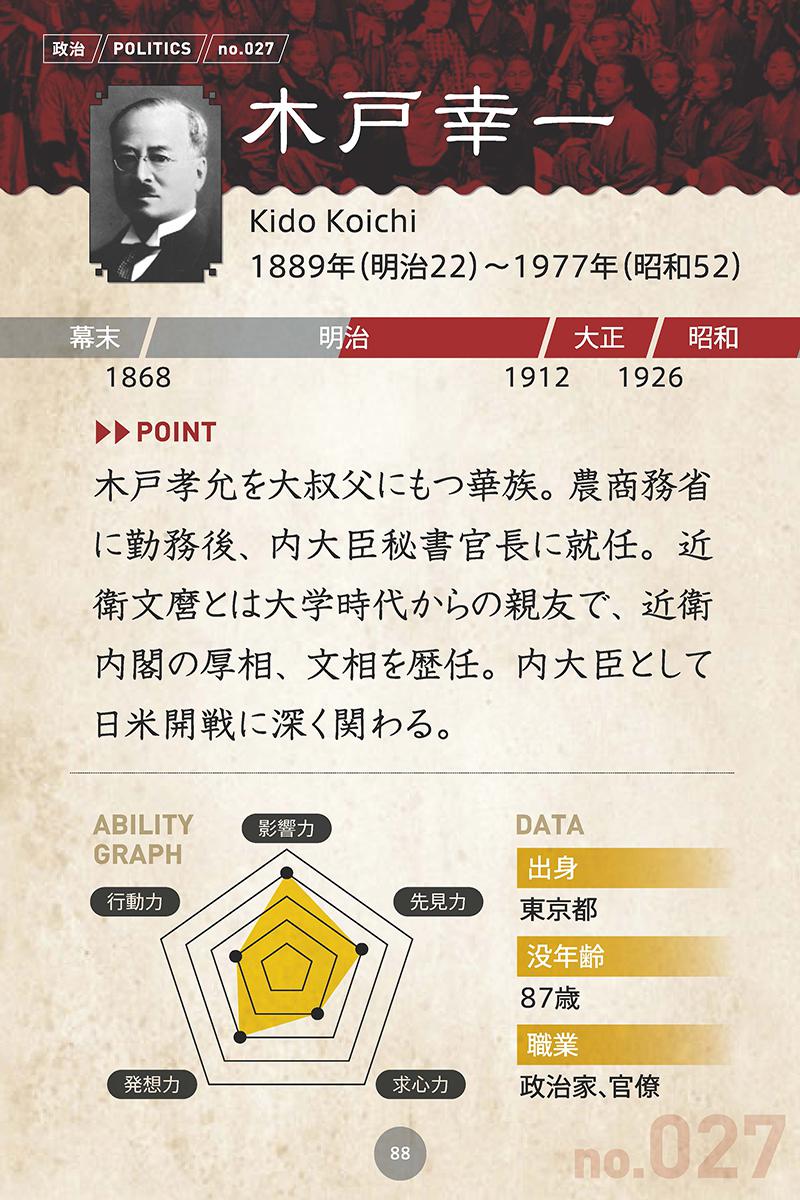 政治 POLITICS no.027
木戸幸一
Kido Koichi
1889年(明治22)～1977年(昭和52)
幕末 明治 大正 昭和
1868 1912 1926
POINT
木戸孝允を大叔父にもつ華族。農商務省
に勤務後、内大臣秘書官長に就任。近
衛文麿とは大学時代からの親友で、近衛
内閣の厚相、文相を歴任。内大臣として
日米開戦に深く関わる。
ABILITY
GRAPH
影響力
行動力
先見力
発想力
求心力
DATA
出身
東京都
没年齢
87歳
職業
政治家、官僚
88
no.027